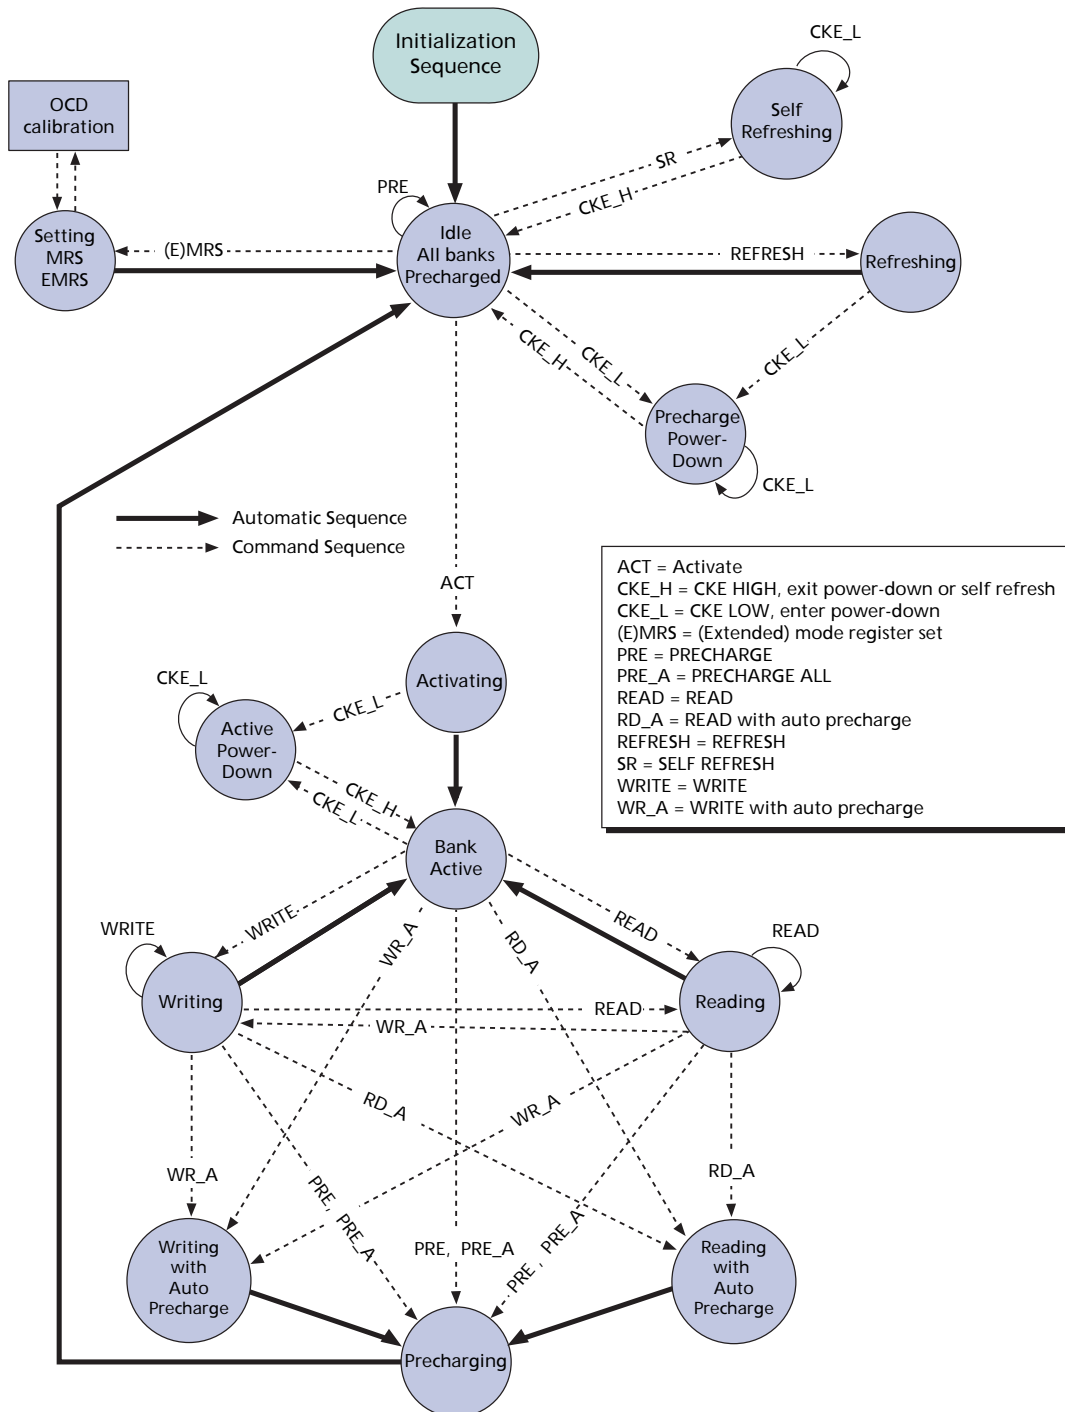 Initialization
Sequence
CKE_L
OCD
calibration
Self
Refreshing
SR
CKE_H
PRE
Idle
All banks
Precharged
Setting
MRS
EMRS
(E)MRS
REFRESH
Refreshing
CKE_H
CKE_L
CKE_L
Precharge
Power-
Down
CKE_L
Automatic Sequence
Command Sequence
ACT
ACT = Activate
CKE_H = CKE HIGH, exit power-down or self refresh
CKE_L = CKE LOW, enter power-down
(E)MRS = (Extended) mode register set
PRE = PRECHARGE
PRE_A = PRECHARGE ALL
READ = READ
RD_A = READ with auto precharge
REFRESH = REFRESH
SR = SELF REFRESH
WRITE = WRITE
WR_A = WRITE with auto precharge
Activating
CKE_L
CKE_L
Active
Power-
Down
CKE_H
CKE_L
Bank
Active
WRITE
WRITE
WR_A
RD_A
READ
READ
Writing
READ
WR_A
Reading
RD_A
WR_A
WR_A
RD_A
PRE, PRE_A
PRE, PRE_A
PRE, PRE_A
Writing
with
Auto
Precharge
Reading
with
Auto
Precharge
Precharging